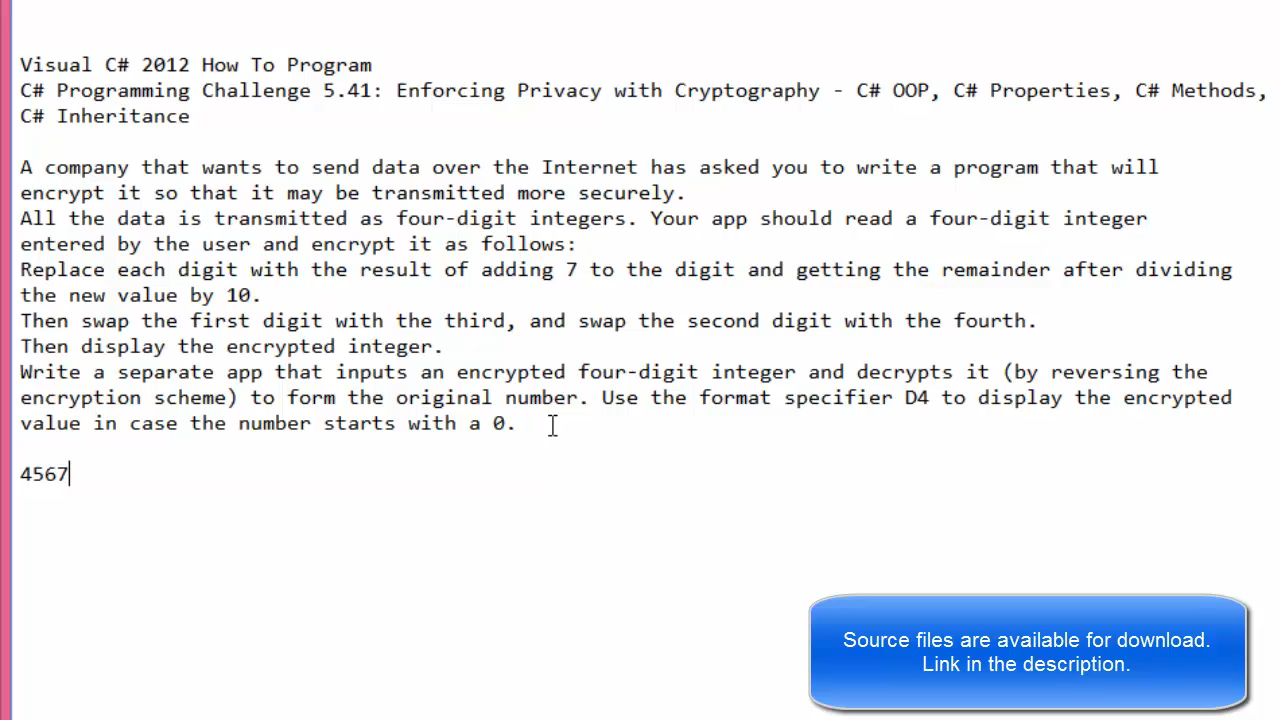 Visual C# 2012 How To Program
C# Programming Challenge 5.41: Enforcing Privacy with Cryptography - C# OOP, C# Properties, C# Methods,
C# Inheritance
A company that wants to send data over the Internet has asked you to write a program that will
encrypt it so that it may be transmitted more securely.
All the data is transmitted as four-digit integers. Your app should read a four-digit integer
entered by the user and encrypt it as follows:
Replace each digit with the result of adding 7 to the digit and getting the remainder after dividing
the new value by 10.
Then swap the first digit with the third, and swap the second digit with the fourth.
Then display the encrypted integer.
Write a separate app that inputs an encrypted four-digit integer and decrypts it (by reversing the
encryption scheme) to form the original number. Use the format specifier D4 to display the encrypted
value in case the number starts with a 0.
4567
Source files are available for download.
Link in the description.